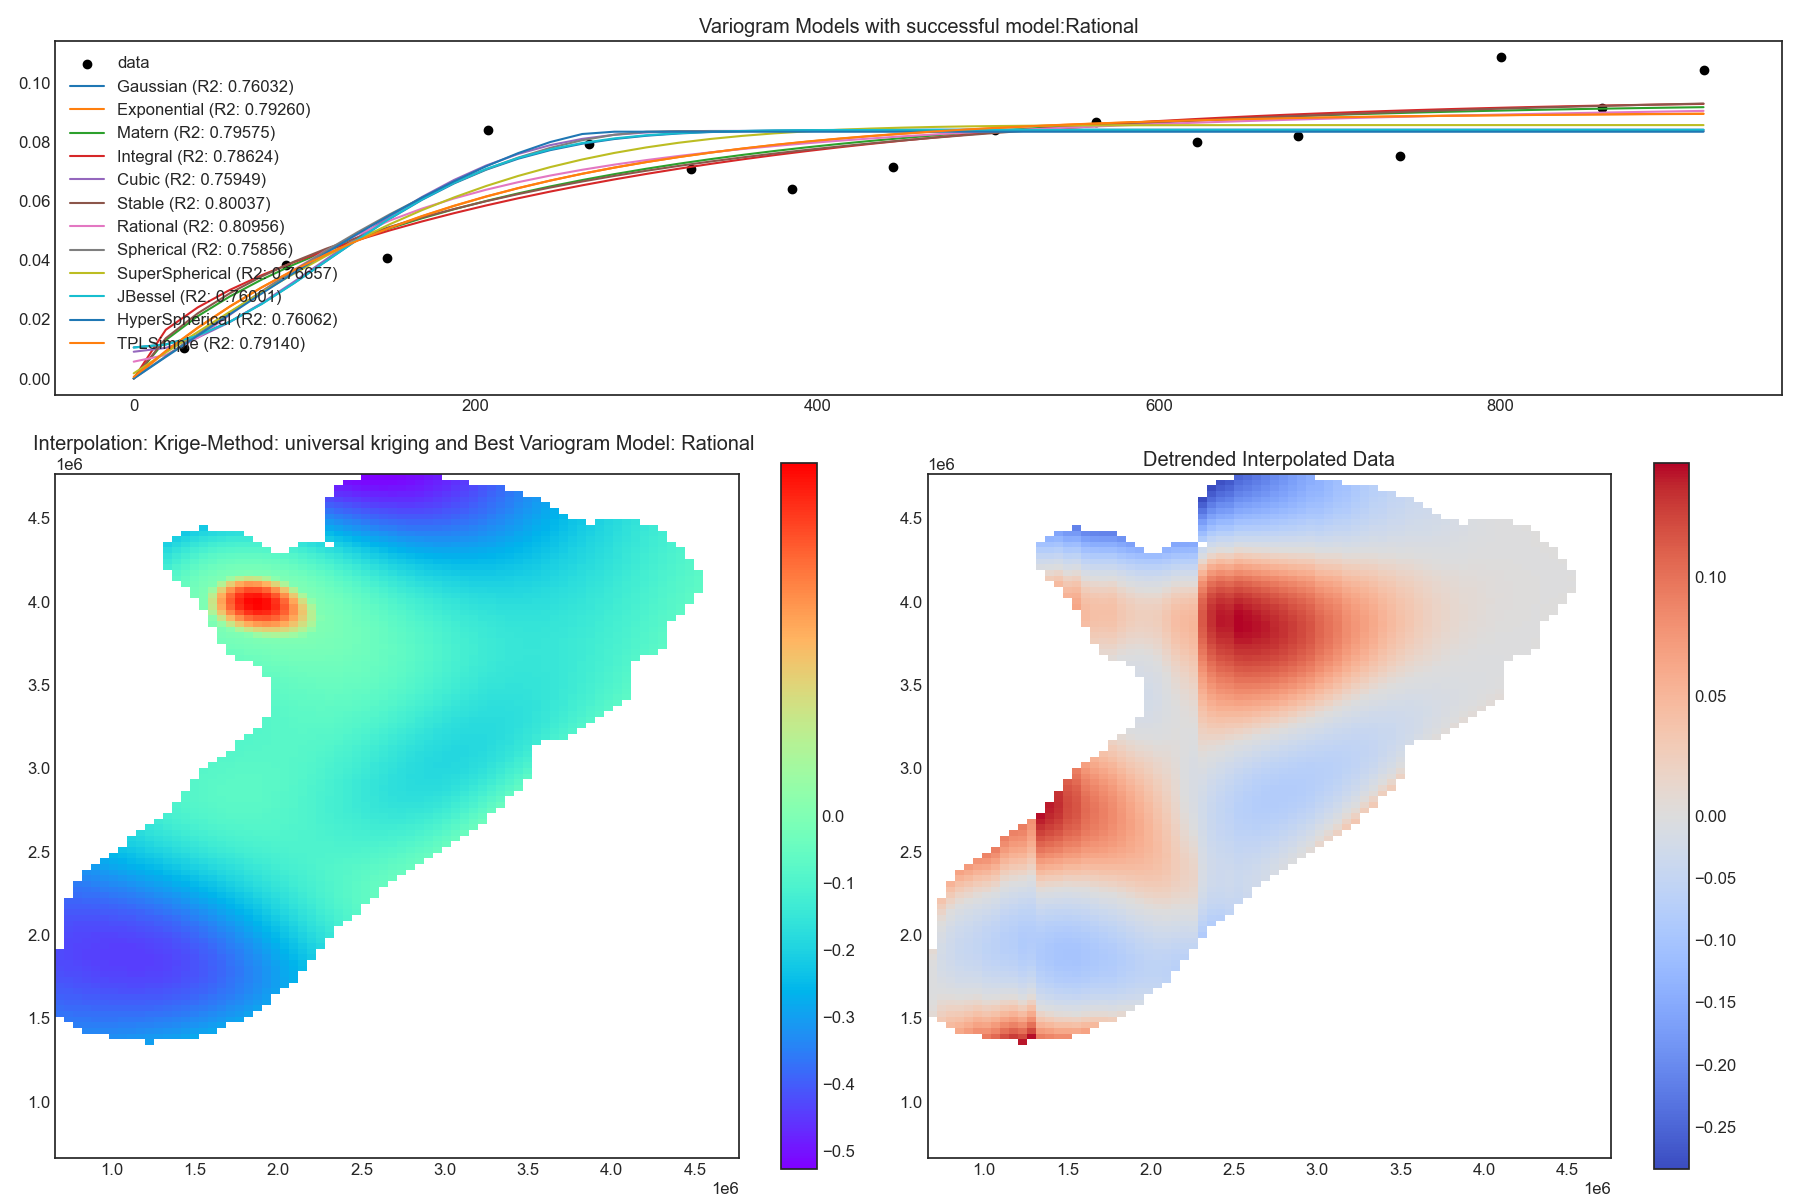 Variogram Models with successful model:Rational
0.10
0.08
0.06
0.04
0.02
0.00
data
Gaussian (R2: 0.76032)
Exponential (R2: 0.79260)
Matern (R2: 0.79575)
Integral (R2: 0.78624)
Cubic (R2: 0.75949)
Stable (R2: 0.80037)
Rational (R2: 0.80956)
Spherical (R2: 0.75856)
SuperSpherical (R2: 0.76657)
JBessel (R2: 0.76001)
HyperSpherical (R2: 0.76062)
TPLSimple (R2: 0.79140)
0 200 400 600 800
Interpolation: Krige-Method: universal kriging and Best Variogram Model: Rational
1e6
4.5
4.0
3.5
3.0
2.5
2.0
1.5
1.0
1.0 1.5 2.0 2.5 3.0 3.5 4.0 4.5
1e6
0.0
−0.1
−0.2
−0.3
−0.4
−0.5
Detrended Interpolated Data
1e6
4.5
4.0
3.5
3.0
2.5
2.0
1.5
1.0
1.0 1.5 2.0 2.5 3.0 3.5 4.0 4.5
1e6
0.10
0.05
0.00
−0.05
−0.10
−0.15
−0.20
−0.25